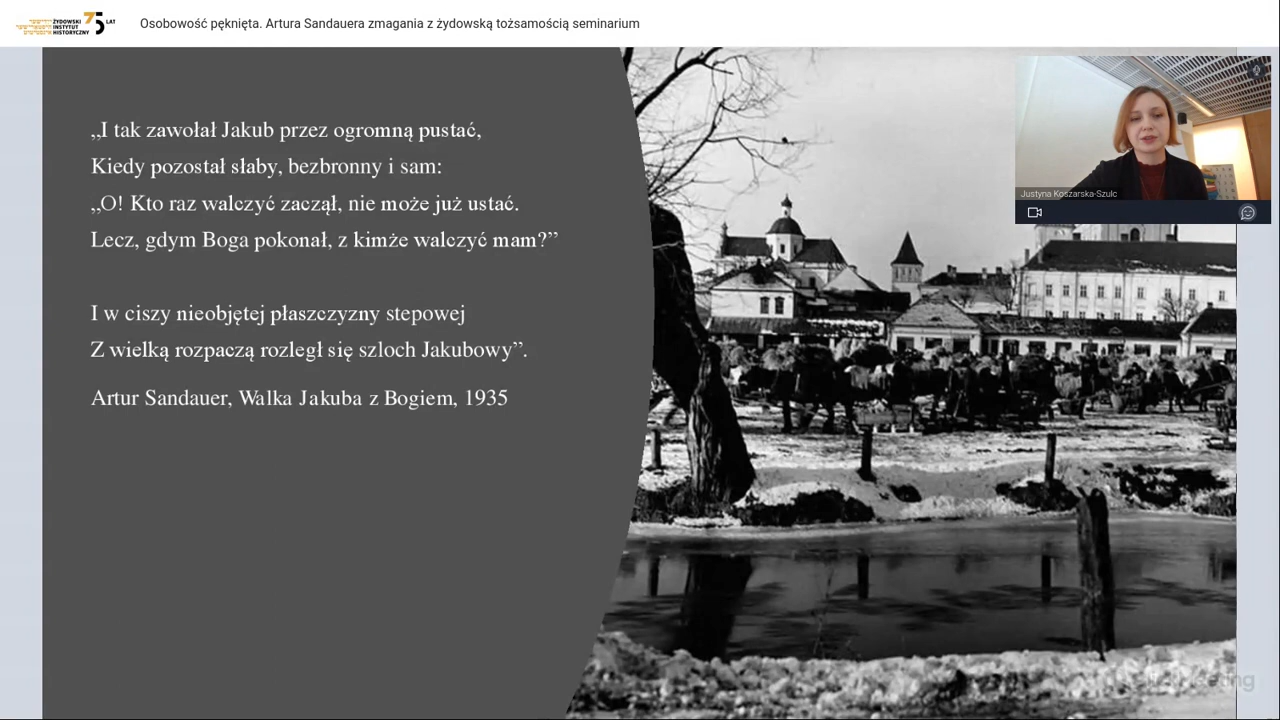 ŻYDOWSKI
INSTYTUT
HISTORYCZNY
75 LAT
Osobowość pęknięta. Artura Sandauera zmagania z żydowską tożsamością seminarium
„I tak zawołał Jakub przez ogromną pustać,
Kiedy pozostał słaby, bezbronny i sam:
„O! Kto raz walczyć zaczął, nie może już ustać.
Lecz, gdym Boga pokonał, z kimże walczyć mam?”
I w ciszy nieobjętej płaszczyzny stepowej
Z wielką rozpaczą rozległ się szloch Jakubowy”.
Artur Sandauer, Walka Jakuba z Bogiem, 1935
Justyna Koszarska-Szulc